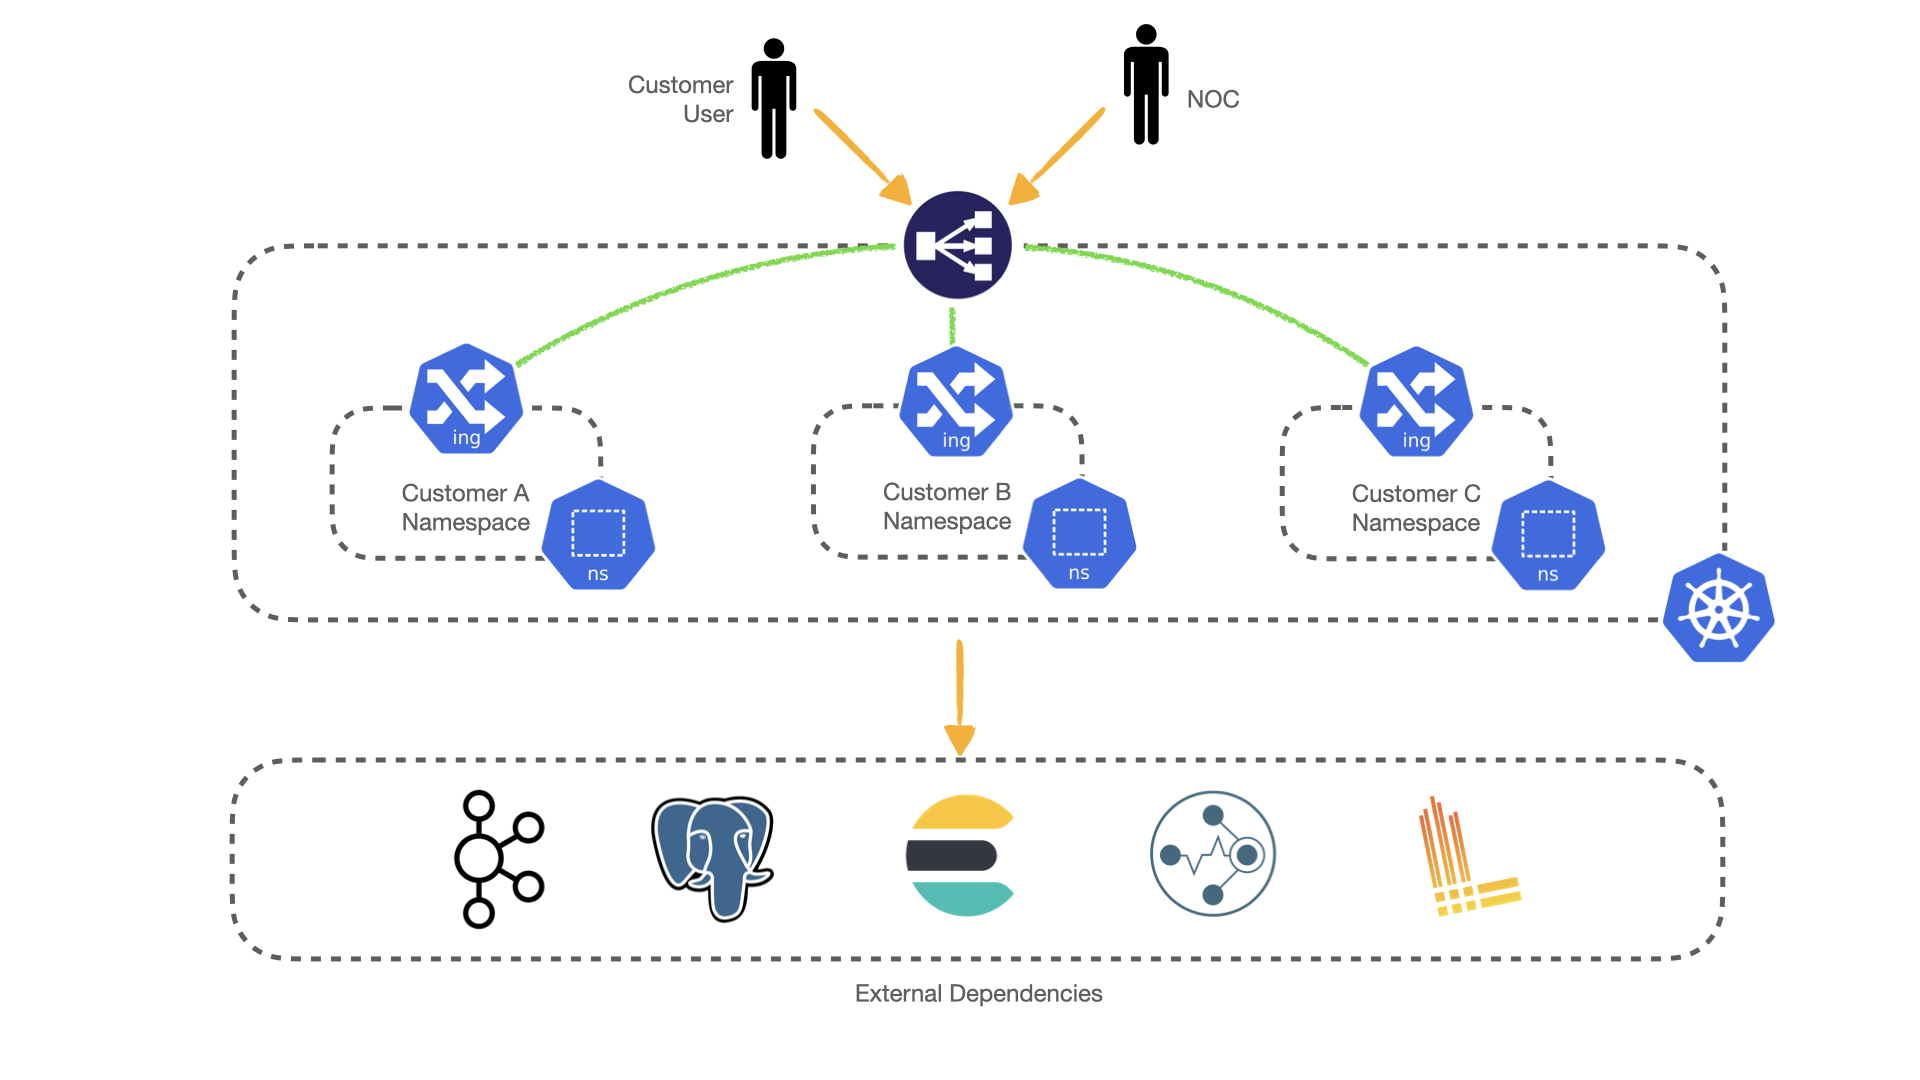 Customer
User
NOC
ing
ing
ing
Customer A
Namespace
ns
Customer B
Namespace
ns
Customer C
Namespace
ns
External Dependencies